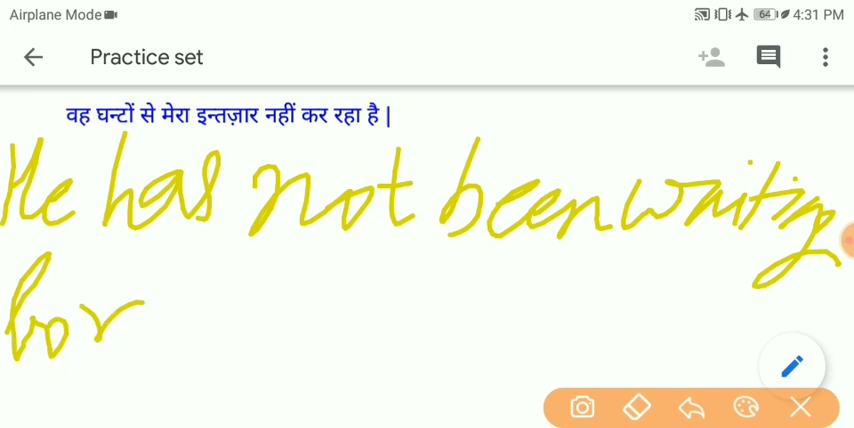 Airplane Mode 64 4:31 PM
Practice set
वह घन्टों से मेरा इन्तज़ार नहीं कर रहा है |
He has not been waiting
for